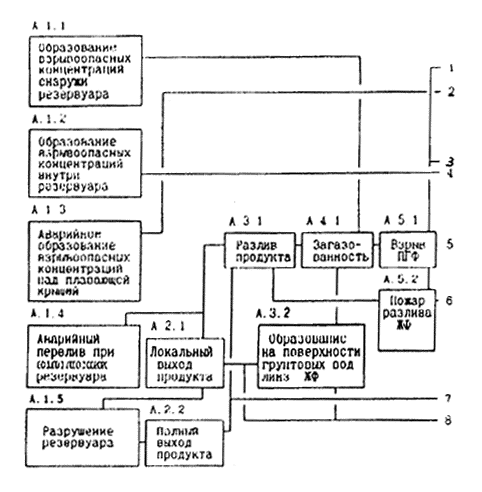 А 1.1
Образование
взрывоопасных
концентраций
снаружи
резервуара
А.1.2
Образование
взрывоопасных
концентраций
внутри
резервуара
А 1 3
Аварийное
образование
взрывоопасных
концентраций
над плавающей
крышей
А.1.4
Аварийный
перелив при
резервуара
А.1.5
Разрушение
резервуара
А 2.1
Локальный
выход
продукта
А.2.2
Полный
выход
продукта
А 3 1
Разлив
продукта
А.3.2
Образование
на поверхности
грунтовых вод
линз ЖФ
А 4.1
Загазо-
ванность
А 5 1
Взрыв
ПГФ
А.5.2
Пожар
разлива
ЖФ
1
2
3
4
5
6
7
8